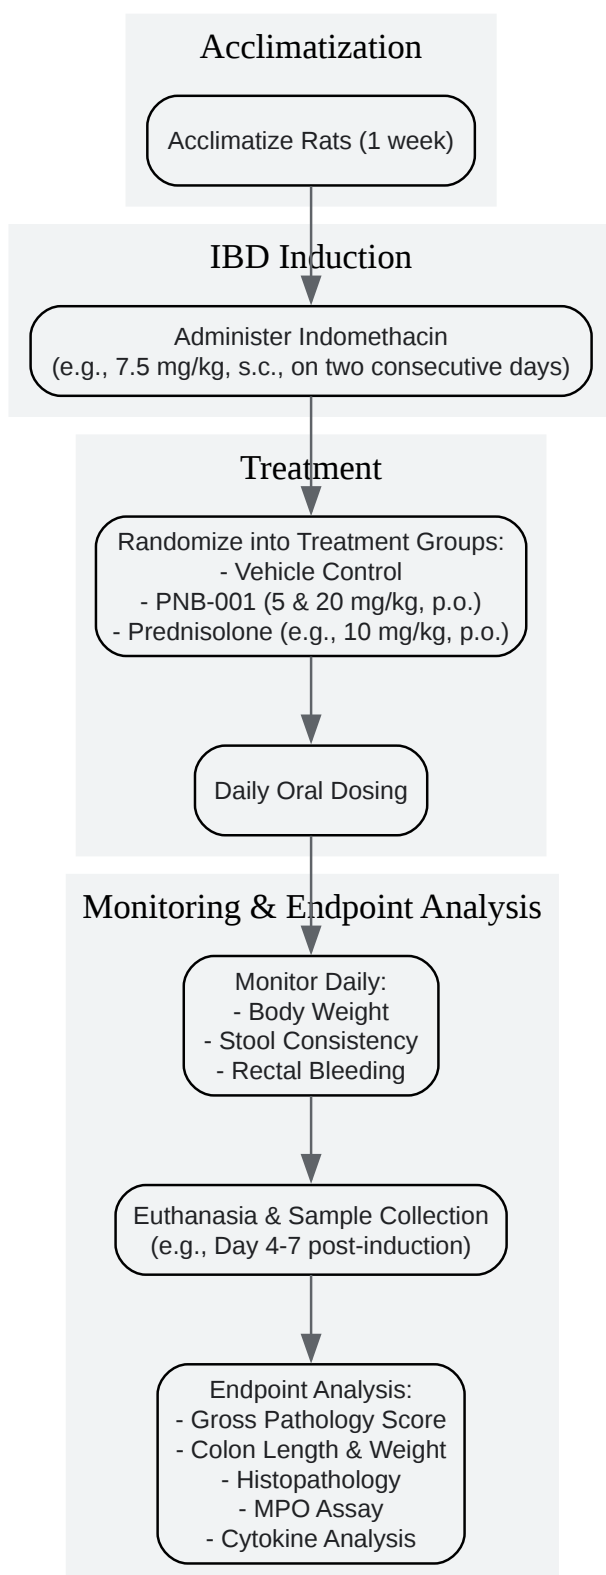 Acclimatization
Acclimatize Rats (1 week)
IBD Induction
Administer Indomethacin
(e.g., 7.5 mg/kg, s.c., on two consecutive days)
Treatment
Randomize into Treatment Groups:
- Vehicle Control
- PNB-001 (5 & 20 mg/kg, p.o.)
- Prednisolone (e.g., 10 mg/kg, p.o.)
Daily Oral Dosing
Monitoring & Endpoint Analysis
Monitor Daily:
- Body Weight
- Stool Consistency
- Rectal Bleeding
Euthanasia & Sample Collection
(e.g., Day 4-7 post-induction)
Endpoint Analysis:
- Gross Pathology Score
- Colon Length & Weight
- Histopathology
- MPO Assay
- Cytokine Analysis